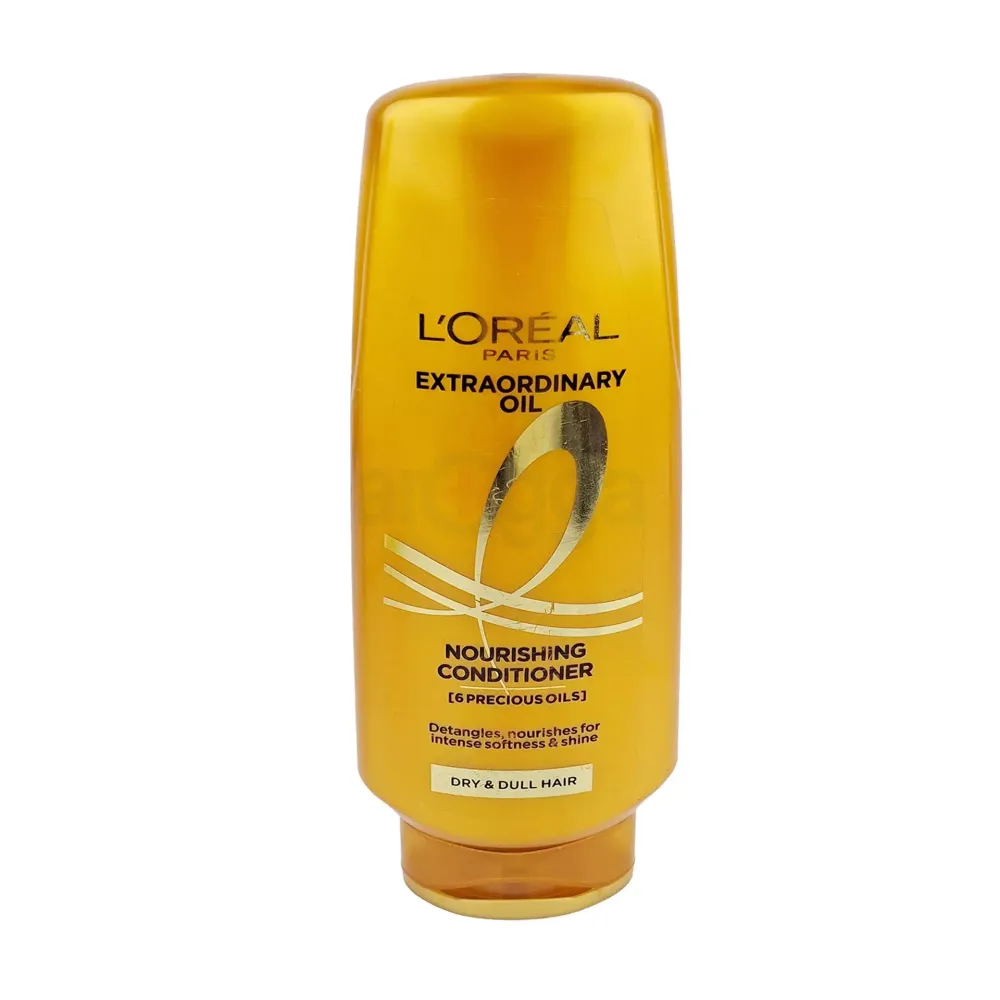 L'ORÉAL
PARIS
EXTRAORDINARY
OIL
NOURISHING
CONDITIONER
[6 PRECIOUS OILS]
Detangles, nourishes for
intense softness & shine
DRY & DULL HAIR